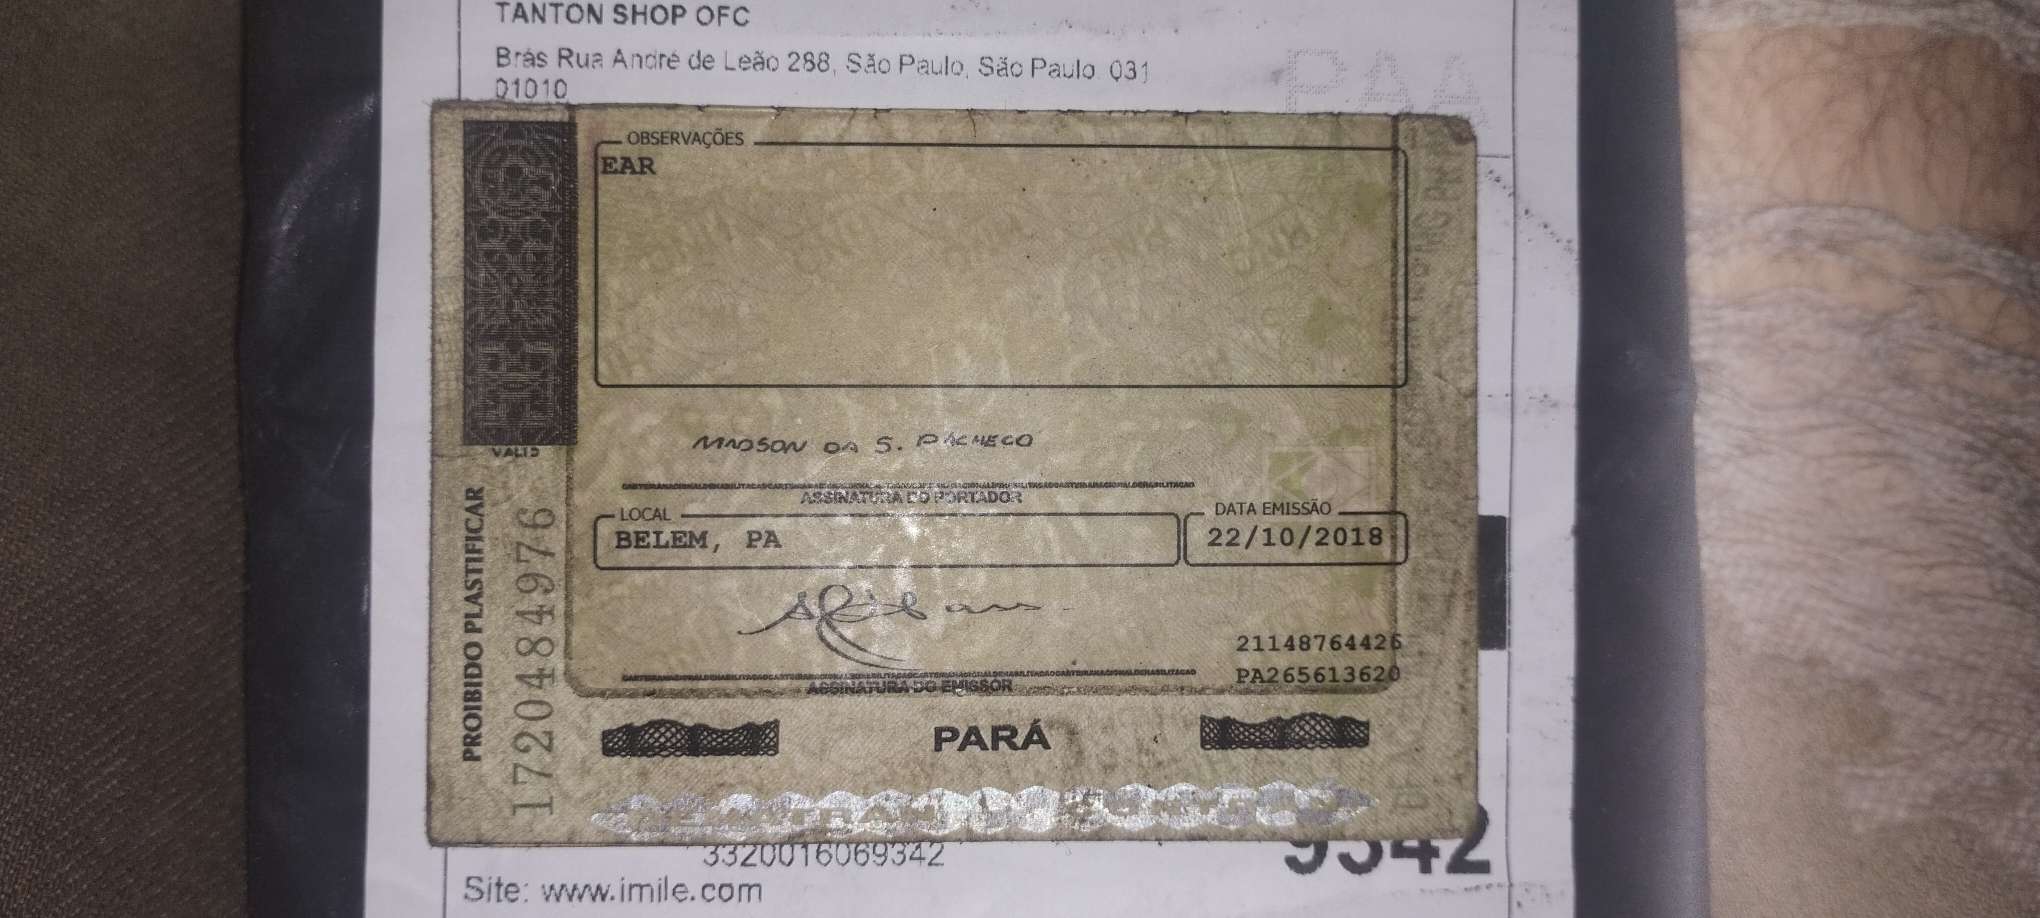 TANTON SHOP OFC
Brás Rua André de Leão 288, São Paulo, São Paulo. 031
01010
PAA
OBSERVAÇÕES
EAR
VALID
PROIBIDO PLASTIFICAR
1720484976
MADSON DA S. PACHECO
ASSINATURA DO PORTADOR
LOCAL
BELEM, PA
DATA EMISSÃO
22/10/2018
21148764426
PA265613620
ASSINATURA DO EMISSOR
PARÁ
3320016069342
9342
Site: www.imile.com